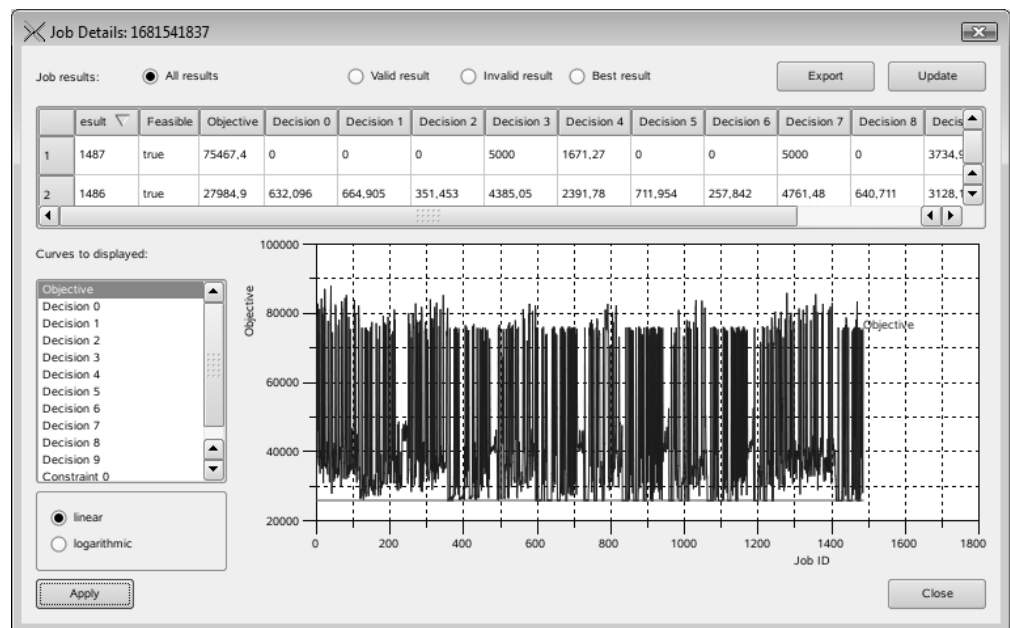 Job Details: 1681541837
Job results: All results Valid result Invalid result Best result Export Update
esult Feasible Objective Decision 0 Decision 1 Decision 2 Decision 3 Decision 4 Decision 5 Decision 6 Decision 7 Decision 8 Decis
1 1487 true 75467,4 0 0 0 5000 1671,27 0 0 5000 0 3734,9
2 1486 true 27984,9 632,096 664,905 351,453 4385,05 2391,78 711,954 257,842 4761,48 640,711 3128,1
Curves to displayed:
Objective
Decision 0
Decision 1
Decision 2
Decision 3
Decision 4
Decision 5
Decision 6
Decision 7
Decision 8
Decision 9
Constraint 0
linear
logarithmic
Apply
100000
80000
60000
40000
20000
Objective
Objective
0 200 400 600 800 1000 1200 1400 1600 1800
Job ID
Close